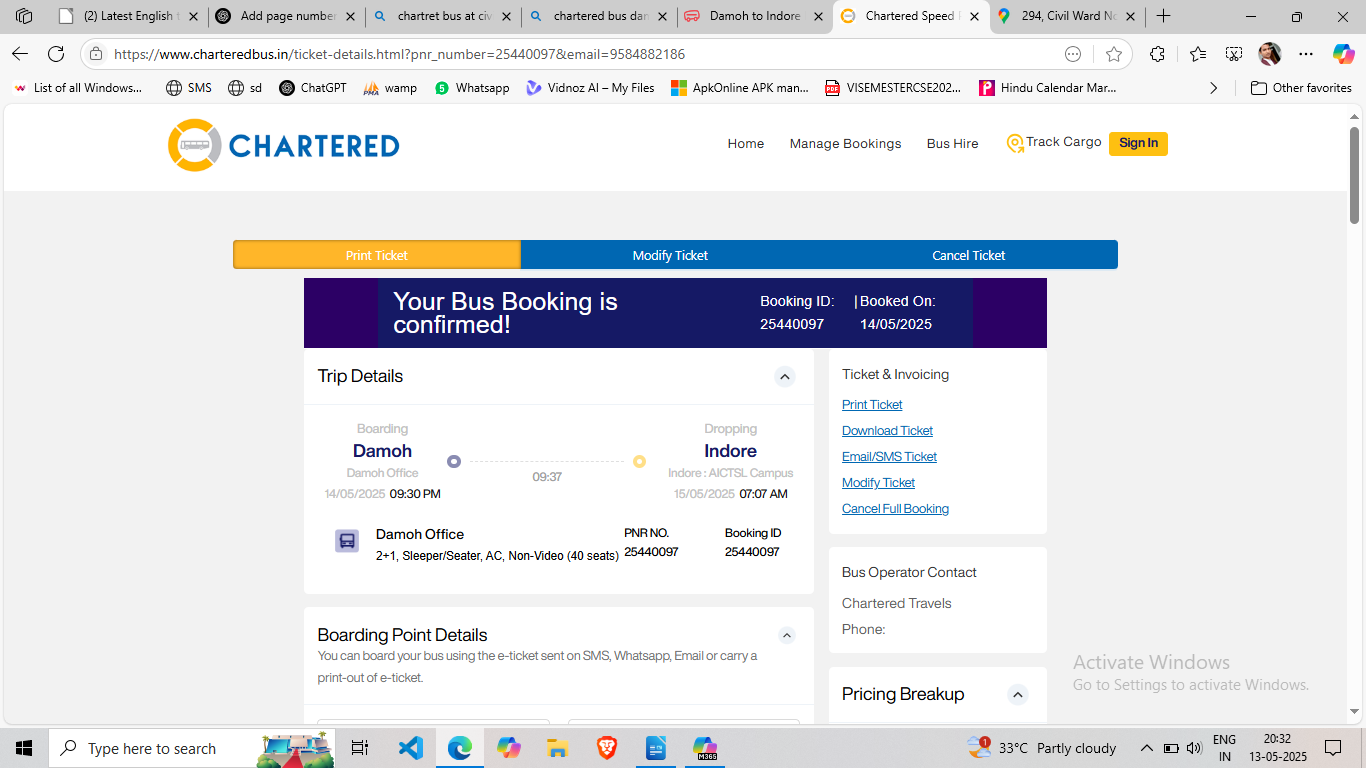 (2) Latest English t
Add page number
chartet bus at civ
chartered bus dam
Damoh to Indore
Chartered Speed P
294, Civil Ward No
https://www.charteredbus.in/ticket-details.html?pnr_number=25440097&email=9584882186
List of all Windows...
SMS
sd
ChatGPT
wamp
Whatsapp
Vidnoz AI – My Files
ApkOnline APK man...
VISEMESTERCSE202...
Hindu Calendar Mar...
Other favorites
CHARTERED
Home
Manage Bookings
Bus Hire
Track Cargo
Sign In
Print Ticket
Modify Ticket
Cancel Ticket
Your Bus Booking is
confirmed!
Booking ID:
| Booked On:
25440097
14/05/2025
Trip Details
Boarding
Damoh
Damoh Office
14/05/2025 09:30 PM
09:37
Dropping
Indore
Indore : AICTSL Campus
15/05/2025 07:07 AM
Damoh Office
2+1, Sleeper/Seater, AC, Non-Video (40 seats)
PNR NO.
25440097
Booking ID
25440097
Ticket & Invoicing
Print Ticket
Download Ticket
Email/SMS Ticket
Modify Ticket
Cancel Full Booking
Bus Operator Contact
Chartered Travels
Phone:
Boarding Point Details
You can board your bus using the e-ticket sent on SMS, Whatsapp, Email or carry a
print-out of e-ticket.
Pricing Breakup
Activate Windows
Go to Settings to activate Windows.
Type here to search
M365
1
33°C Partly cloudy
ENG
IN
20:32
13-05-2025